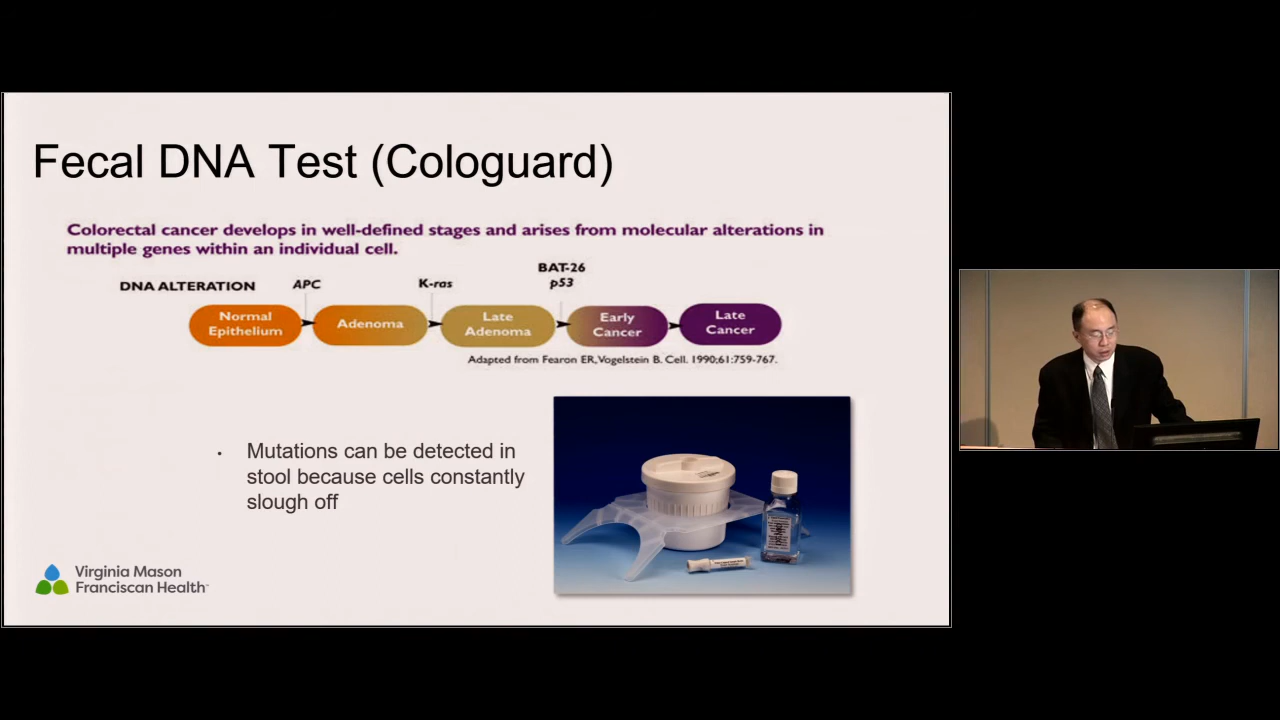 Fecal DNA Test (Cologuard)
Colorectal cancer develops in well-defined stages and arises from molecular alterations in
multiple genes within an individual cell.
BAT-26
DNA ALTERATION APC K-ras p53
Normal
Epithelium
Adenoma
Late
Adenoma
Early
Cancer
Late
Cancer
Adapted from Fearon ER, Vogelstein B. Cell. 1990;61:759-767.
• Mutations can be detected in
stool because cells constantly
slough off
Virginia Mason
Franciscan Health™